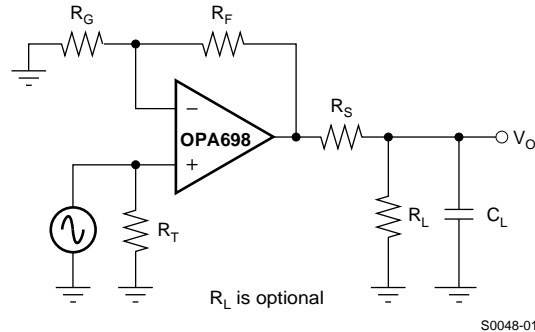 R_G
R_F
−
OPA698
+
R_S
V_O
R_T
R_L
C_L
R_L is optional
S0048-01